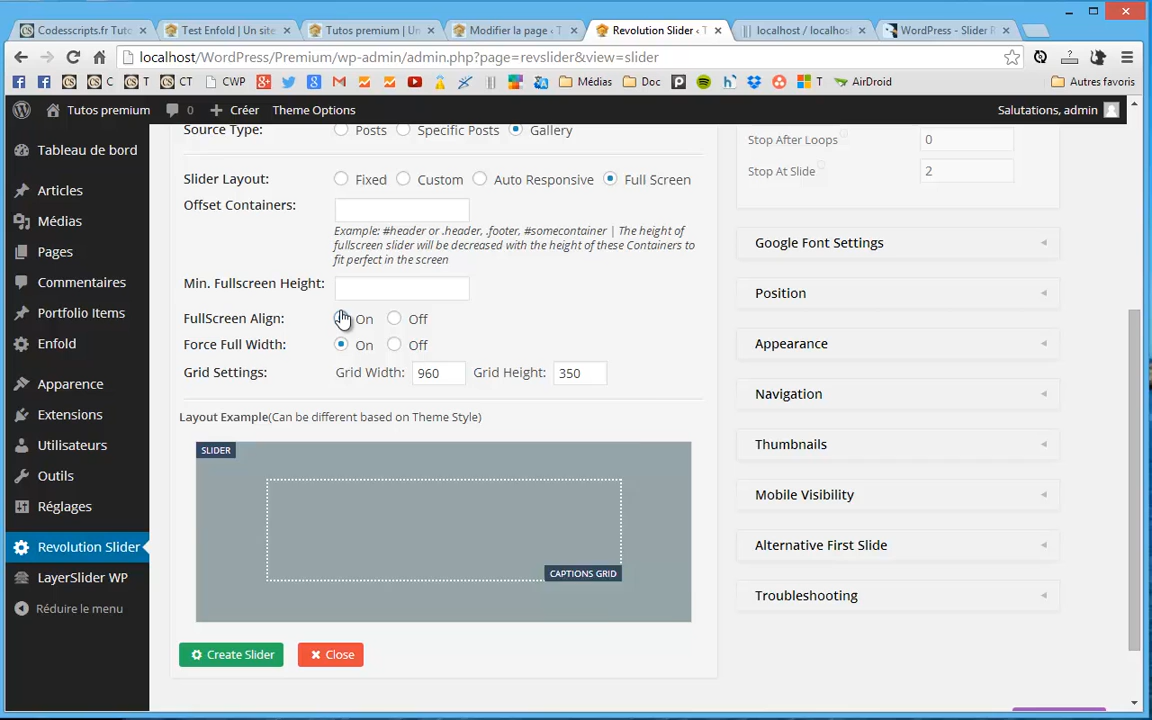 Codesscripts.fr Tuto
Test Enfold | Un site
Tutos premium | Un
Modifier la page ‹ T
Revolution Slider ‹ T
localhost / localhos
WordPress - Slider P
localhost/WordPress/Premium/wp-admin/admin.php?page=revslider&view=slider
C T CT CWP Médias Doc T AirDroid Autres favoris
Tutos premium 0 Créer Theme Options Salutations, admin
Tableau de bord
Articles
Médias
Pages
Commentaires
Portfolio Items
Enfold
Apparence
Extensions
Utilisateurs
Outils
Réglages
Revolution Slider
LayerSlider WP
Réduire le menu
Source Type: Posts Specific Posts Gallery
Slider Layout: Fixed Custom Auto Responsive Full Screen
Offset Containers:
Example: #header or .header, .footer, #somecontainer | The height of
fullscreen slider will be decreased with the height of these Containers to
fit perfect in the screen
Min. Fullscreen Height:
FullScreen Align: On Off
Force Full Width: On Off
Grid Settings: Grid Width: 960 Grid Height: 350
Layout Example(Can be different based on Theme Style)
SLIDER
CAPTIONS GRID
Create Slider Close
Stop After Loops 0
Stop At Slide 2
Google Font Settings
Position
Appearance
Navigation
Thumbnails
Mobile Visibility
Alternative First Slide
Troubleshooting